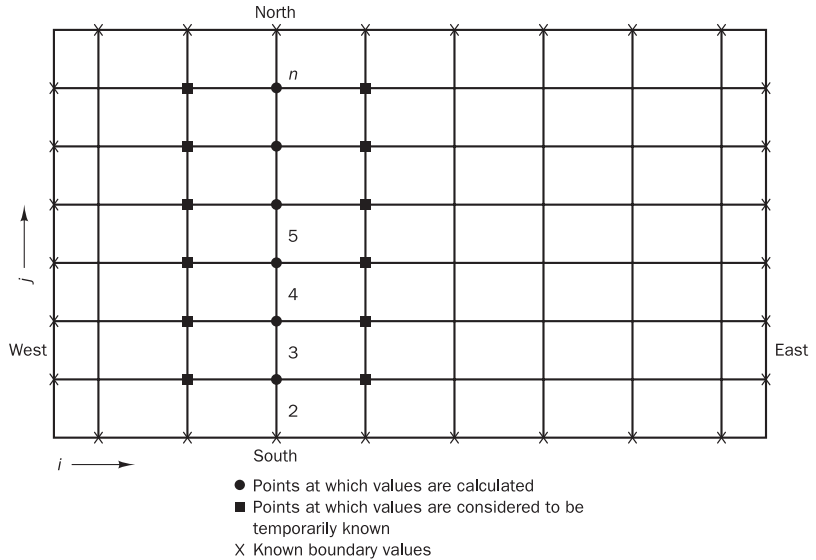 North
n
5
4
j
West
3
East
2
i
South
Points at which values are calculated
Points at which values are considered to be
temporarily known
X Known boundary values